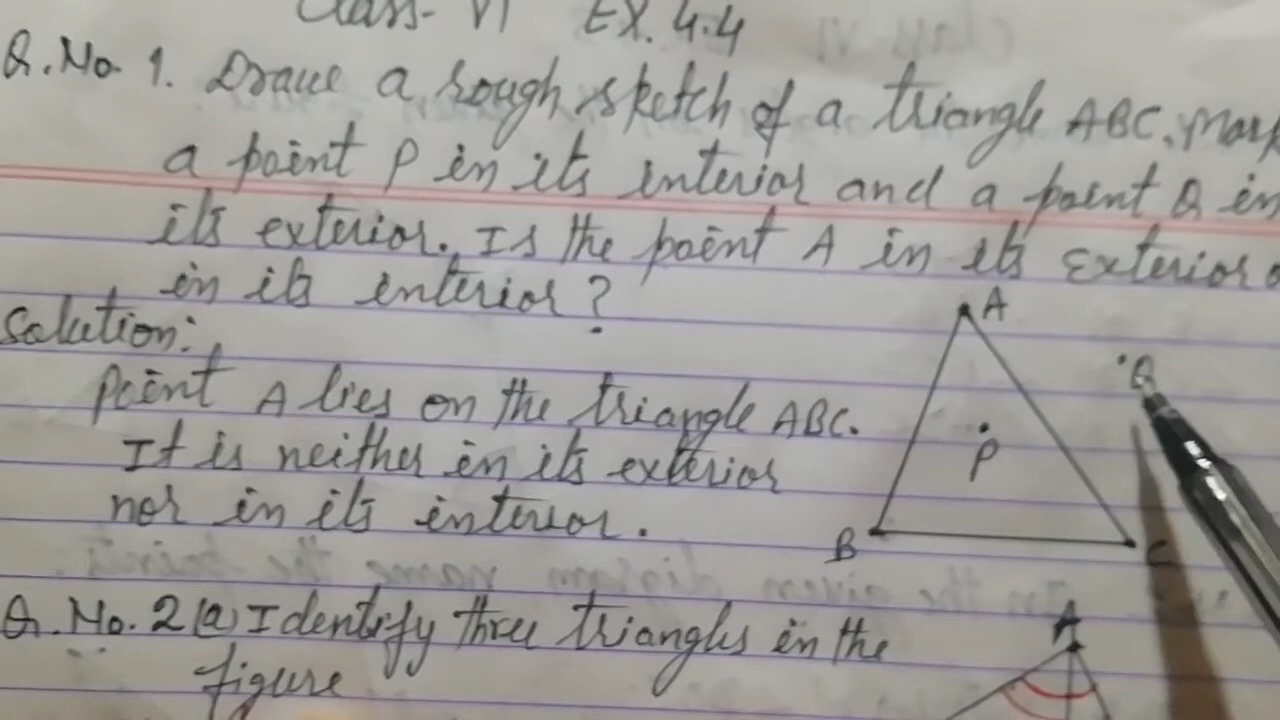 Class- VI Ex. 4.4
Q.No. 1. Draw a rough sketch of a triangle ABC. Mark
a point P in its interior and a point Q in
its exterior. Is the point A in its Exterior
in its interior?
Solution:
Point A lies on the triangle ABC.
It is neither in its exterior
nor in its interior.
A
Q
P
B
C
Q.No. 2(a) Identify three triangles in the
figure
A